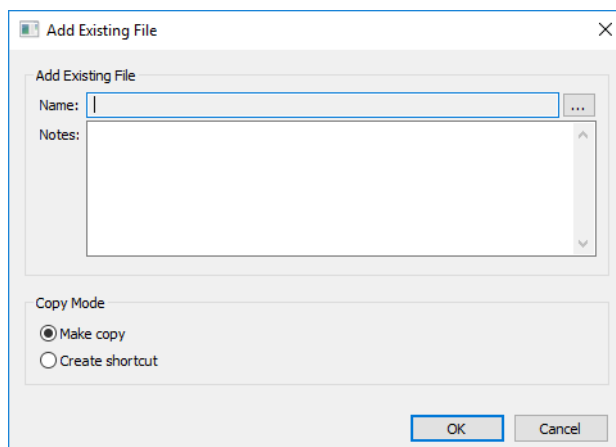 Add Existing File
Add Existing File
Name:
...
Notes:
Copy Mode
Make copy
Create shortcut
OK
Cancel